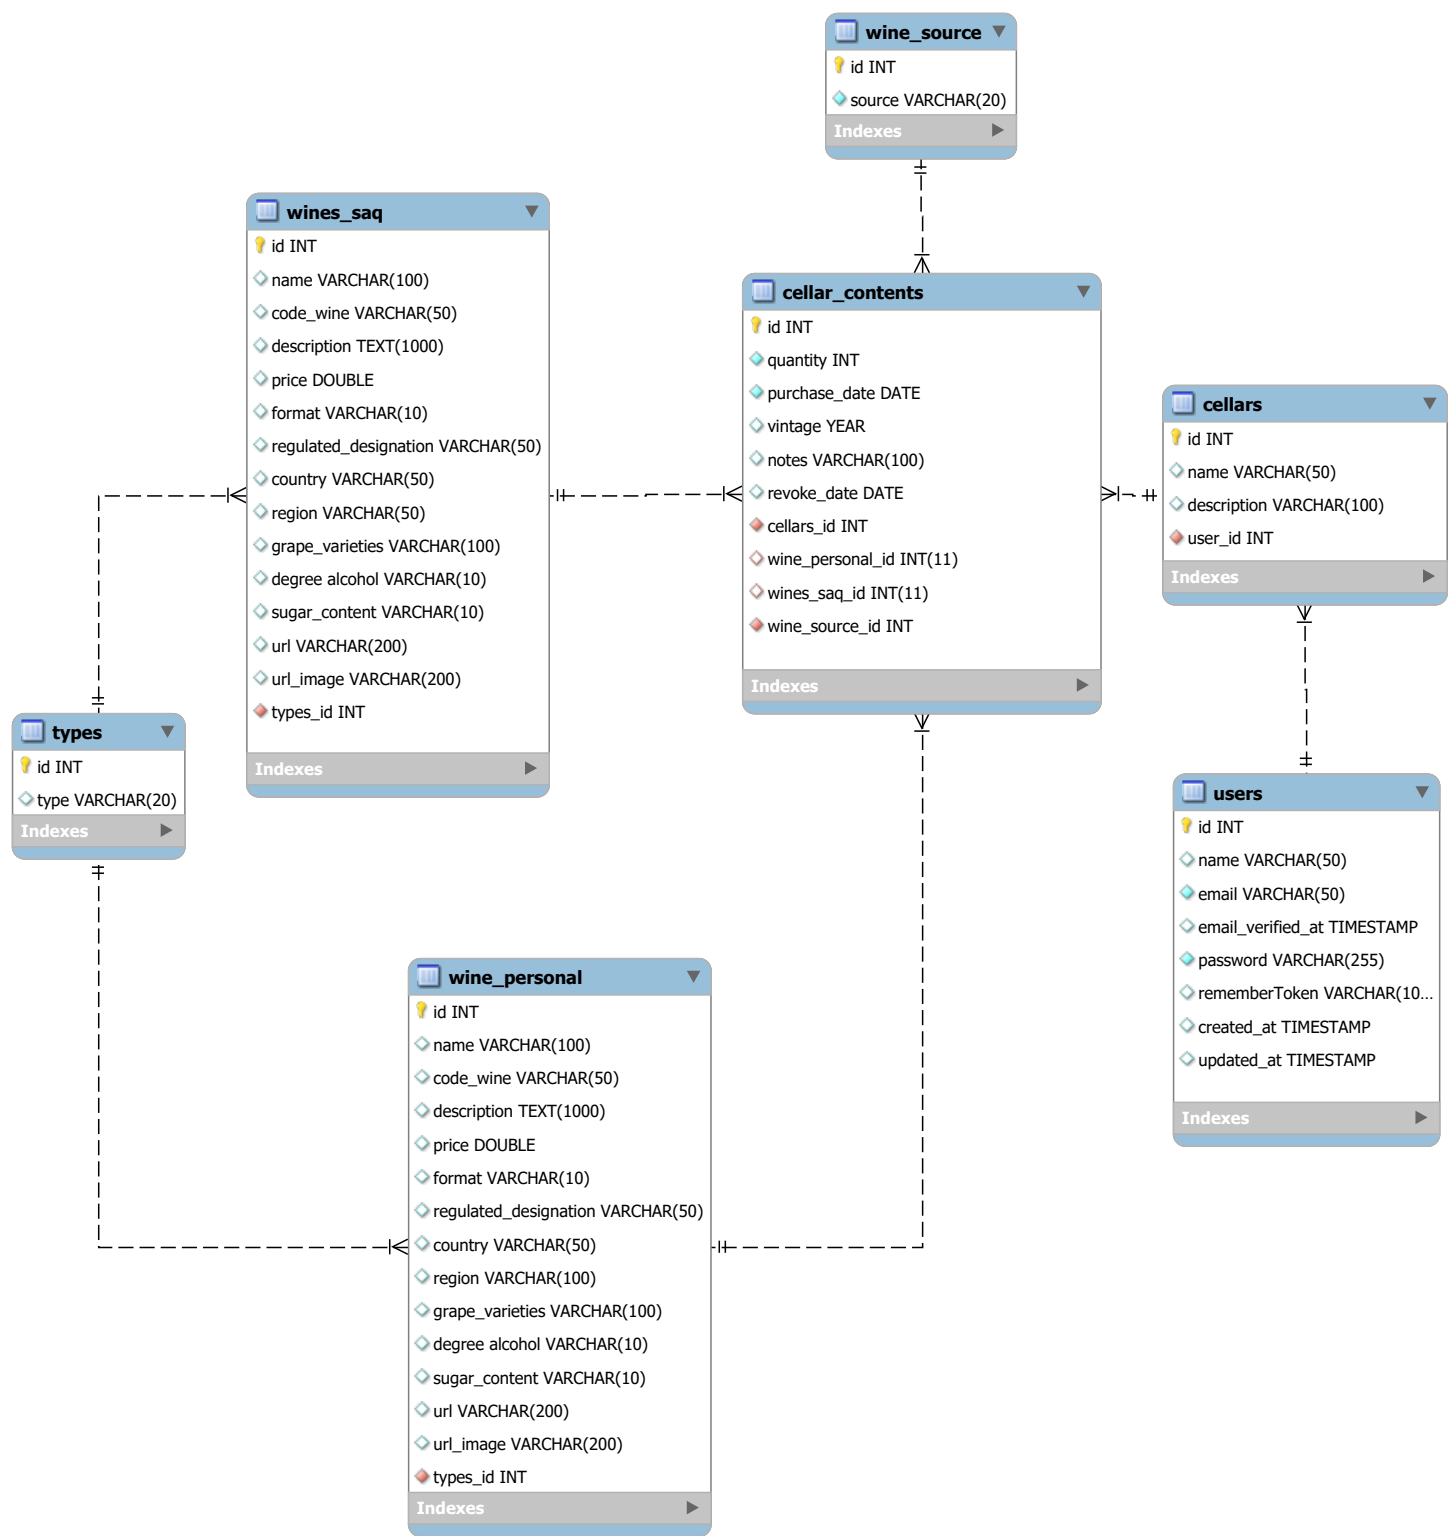 wine_source
id INT
source VARCHAR(20)
Indexes
wines_saq
id INT
name VARCHAR(100)
code_wine VARCHAR(50)
description TEXT(1000)
price DOUBLE
format VARCHAR(10)
regulated_designation VARCHAR(50)
country VARCHAR(50)
region VARCHAR(50)
grape_varieties VARCHAR(100)
degree alcohol VARCHAR(10)
sugar_content VARCHAR(10)
url VARCHAR(200)
url_image VARCHAR(200)
types_id INT
Indexes
cellar_contents
id INT
quantity INT
purchase_date DATE
vintage YEAR
notes VARCHAR(100)
revoke_date DATE
cellars_id INT
wine_personal_id INT(11)
wines_saq_id INT(11)
wine_source_id INT
Indexes
cellars
id INT
name VARCHAR(50)
description VARCHAR(100)
user_id INT
Indexes
types
id INT
type VARCHAR(20)
Indexes
users
id INT
name VARCHAR(50)
email VARCHAR(50)
email_verified_at TIMESTAMP
password VARCHAR(255)
rememberToken VARCHAR(10...
created_at TIMESTAMP
updated_at TIMESTAMP
Indexes
wine_personal
id INT
name VARCHAR(100)
code_wine VARCHAR(50)
description TEXT(1000)
price DOUBLE
format VARCHAR(10)
regulated_designation VARCHAR(50)
country VARCHAR(50)
region VARCHAR(100)
grape_varieties VARCHAR(100)
degree alcohol VARCHAR(10)
sugar_content VARCHAR(10)
url VARCHAR(200)
url_image VARCHAR(200)
types_id INT
Indexes